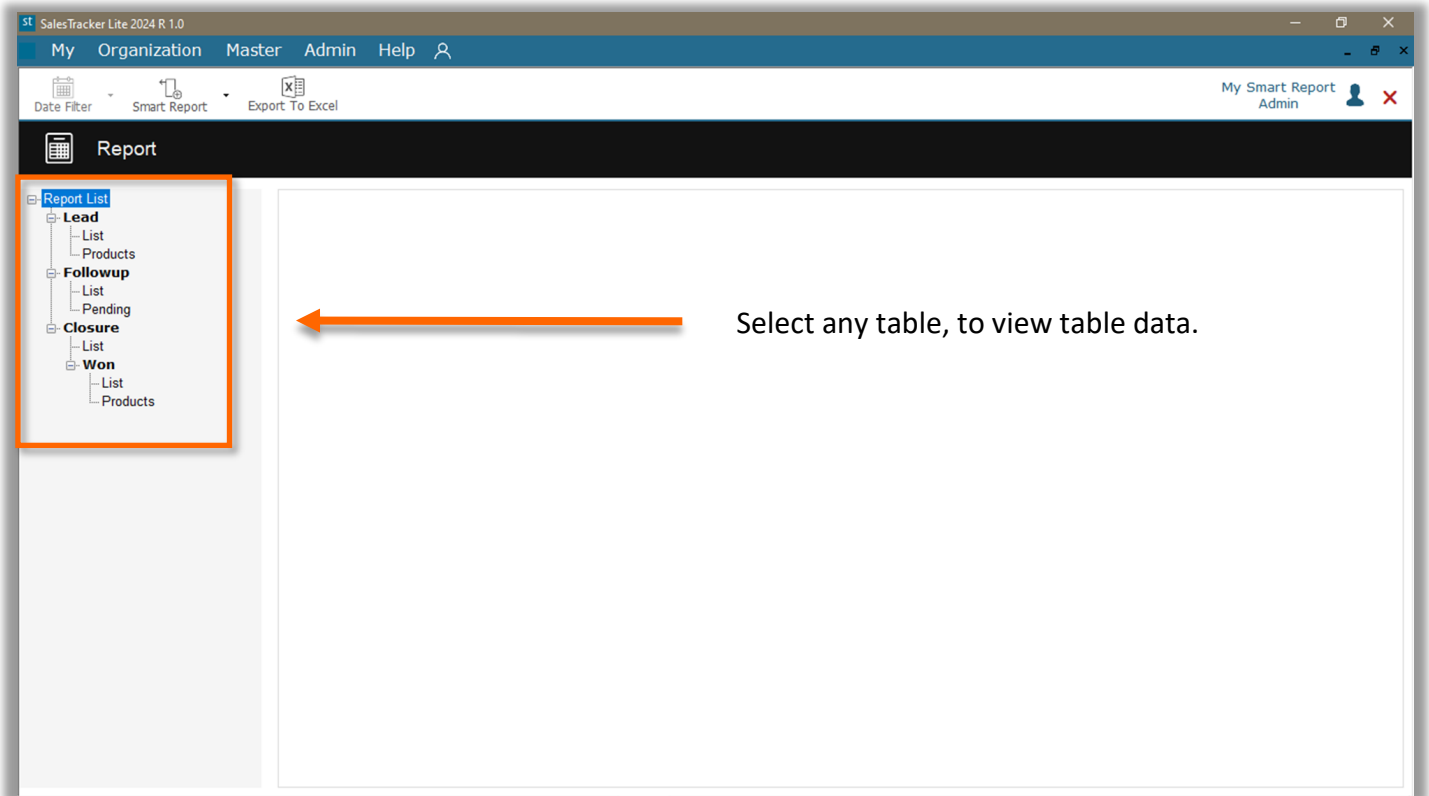 st SalesTracker Lite 2024 R 1.0
My Organization Master Admin Help
Date Filter Smart Report Export To Excel
My Smart Report
Admin
Report
Report List
Lead
List
Products
Followup
List
Pending
Closure
List
Won
List
Products
Select any table, to view table data.